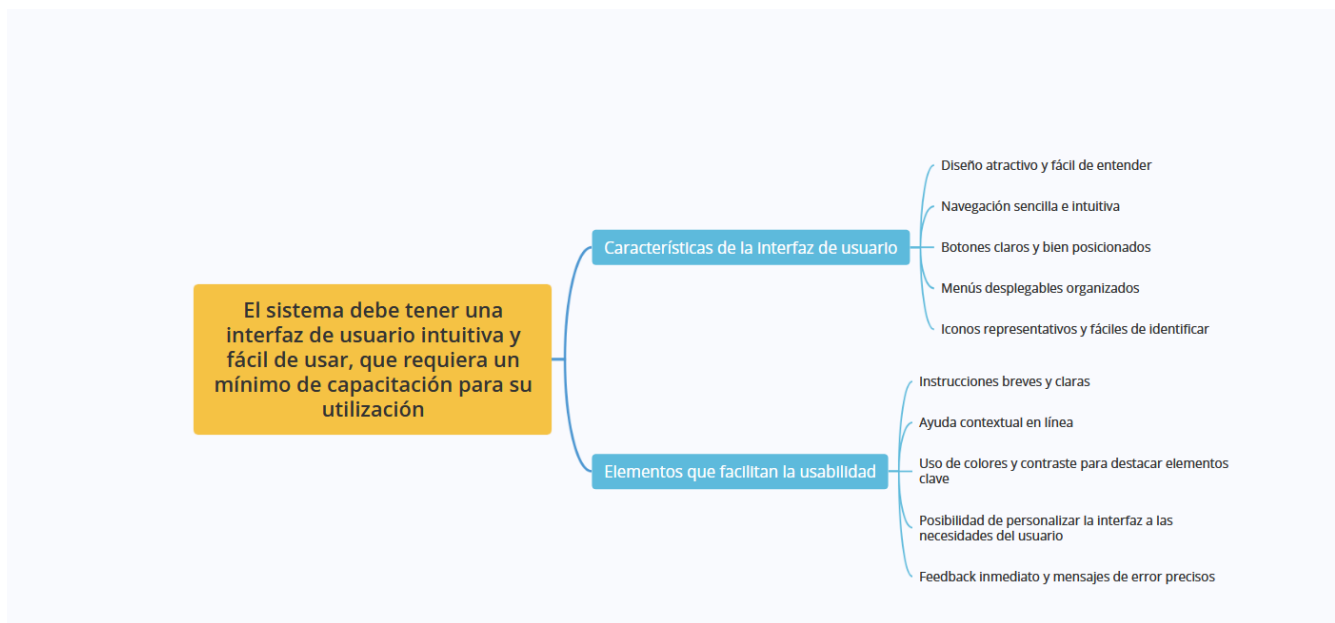 El sistema debe tener una
interfaz de usuario intuitiva y
fácil de usar, que requiera un
mínimo de capacitación para su
utilización
Características de la interfaz de usuario
Diseño atractivo y fácil de entender
Navegación sencilla e intuitiva
Botones claros y bien posicionados
Menús desplegables organizados
Iconos representativos y fáciles de identificar
Elementos que facilitan la usabilidad
Instrucciones breves y claras
Ayuda contextual en línea
Uso de colores y contraste para destacar elementos
clave
Posibilidad de personalizar la interfaz a las
necesidades del usuario
Feedback inmediato y mensajes de error precisos